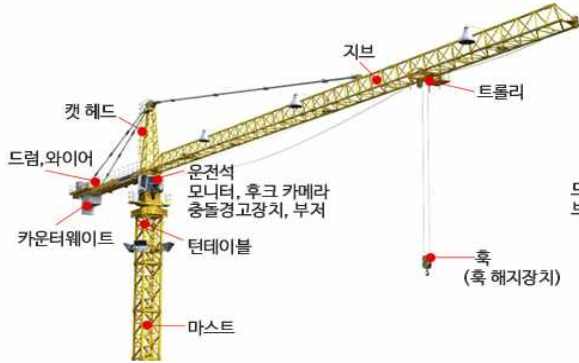 지브
트롤리
캣 헤드
드럼,와이어
운전석
모니터, 후크 카메라
충돌경고장치, 부저
카운터웨이트
턴테이블
훅
(훅 해지장치)
마스트